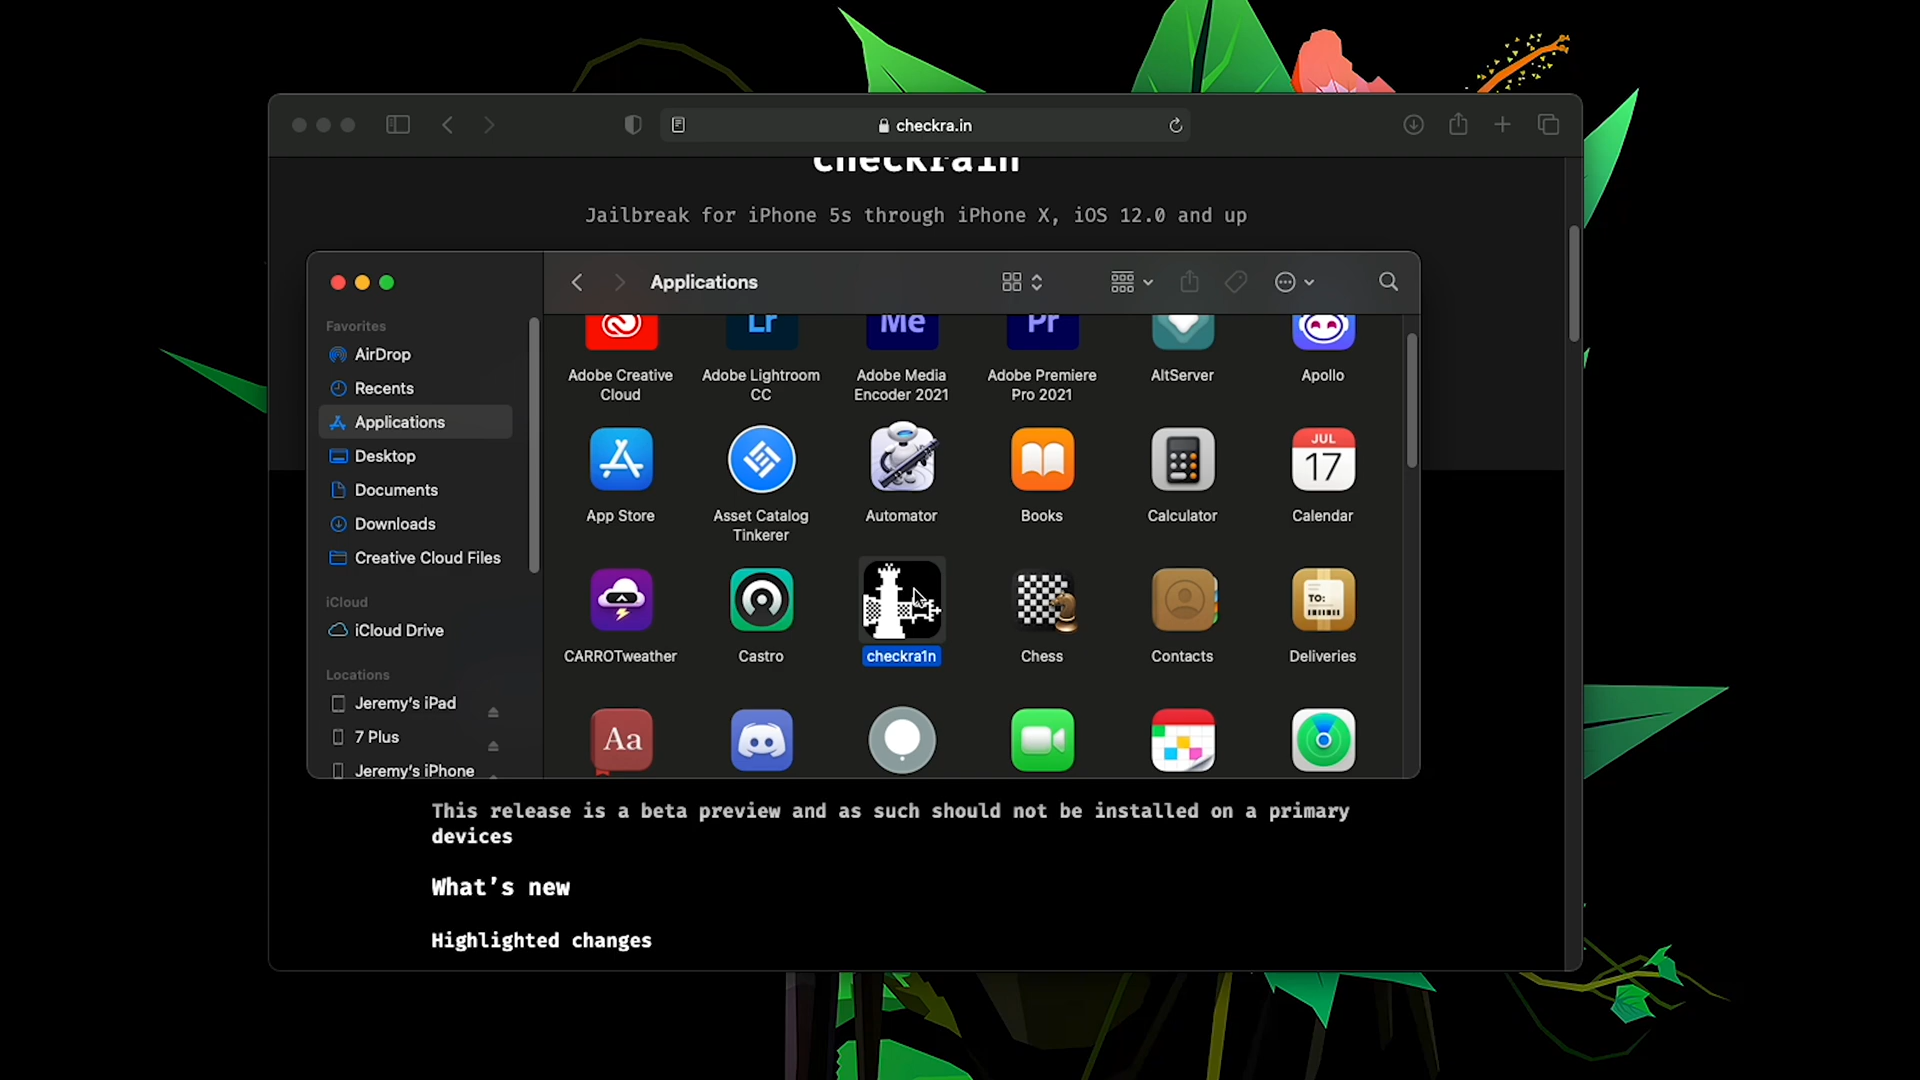 checkra.in
checkra1n
Jailbreak for iPhone 5s through iPhone X, iOS 12.0 and up
Applications
Favorites
AirDrop
Recents
Applications
Desktop
Documents
Downloads
Creative Cloud Files
iCloud
iCloud Drive
Locations
Jeremy's iPad
7 Plus
Jeremy's iPhone
Lr
Me
Pr
Adobe Creative
Cloud
Adobe Lightroom
CC
Adobe Media
Encoder 2021
Adobe Premiere
Pro 2021
AltServer
Apollo
JUL
17
App Store
Asset Catalog
Tinkerer
Automator
Books
Calculator
Calendar
TO:
CARROTweather
Castro
checkra1n
Chess
Contacts
Deliveries
Aa
This release is a beta preview and as such should not be installed on a primary
devices
What's new
Highlighted changes